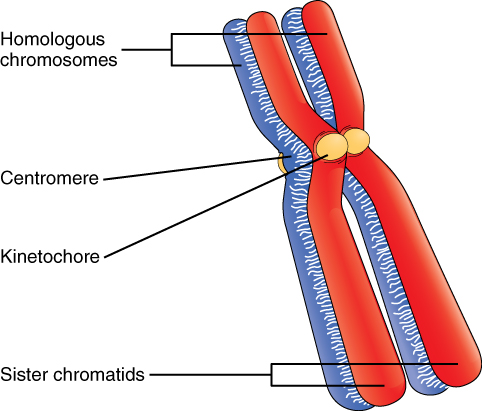 Homologous
chromosomes
Centromere
Kinetochore
Sister chromatids